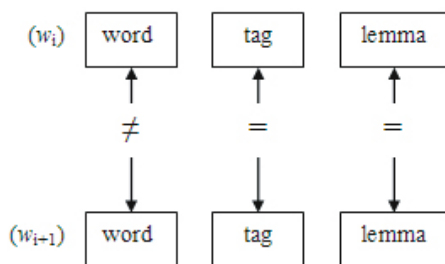 (wi) word tag lemma
≠ = =
(wi+1) word tag lemma